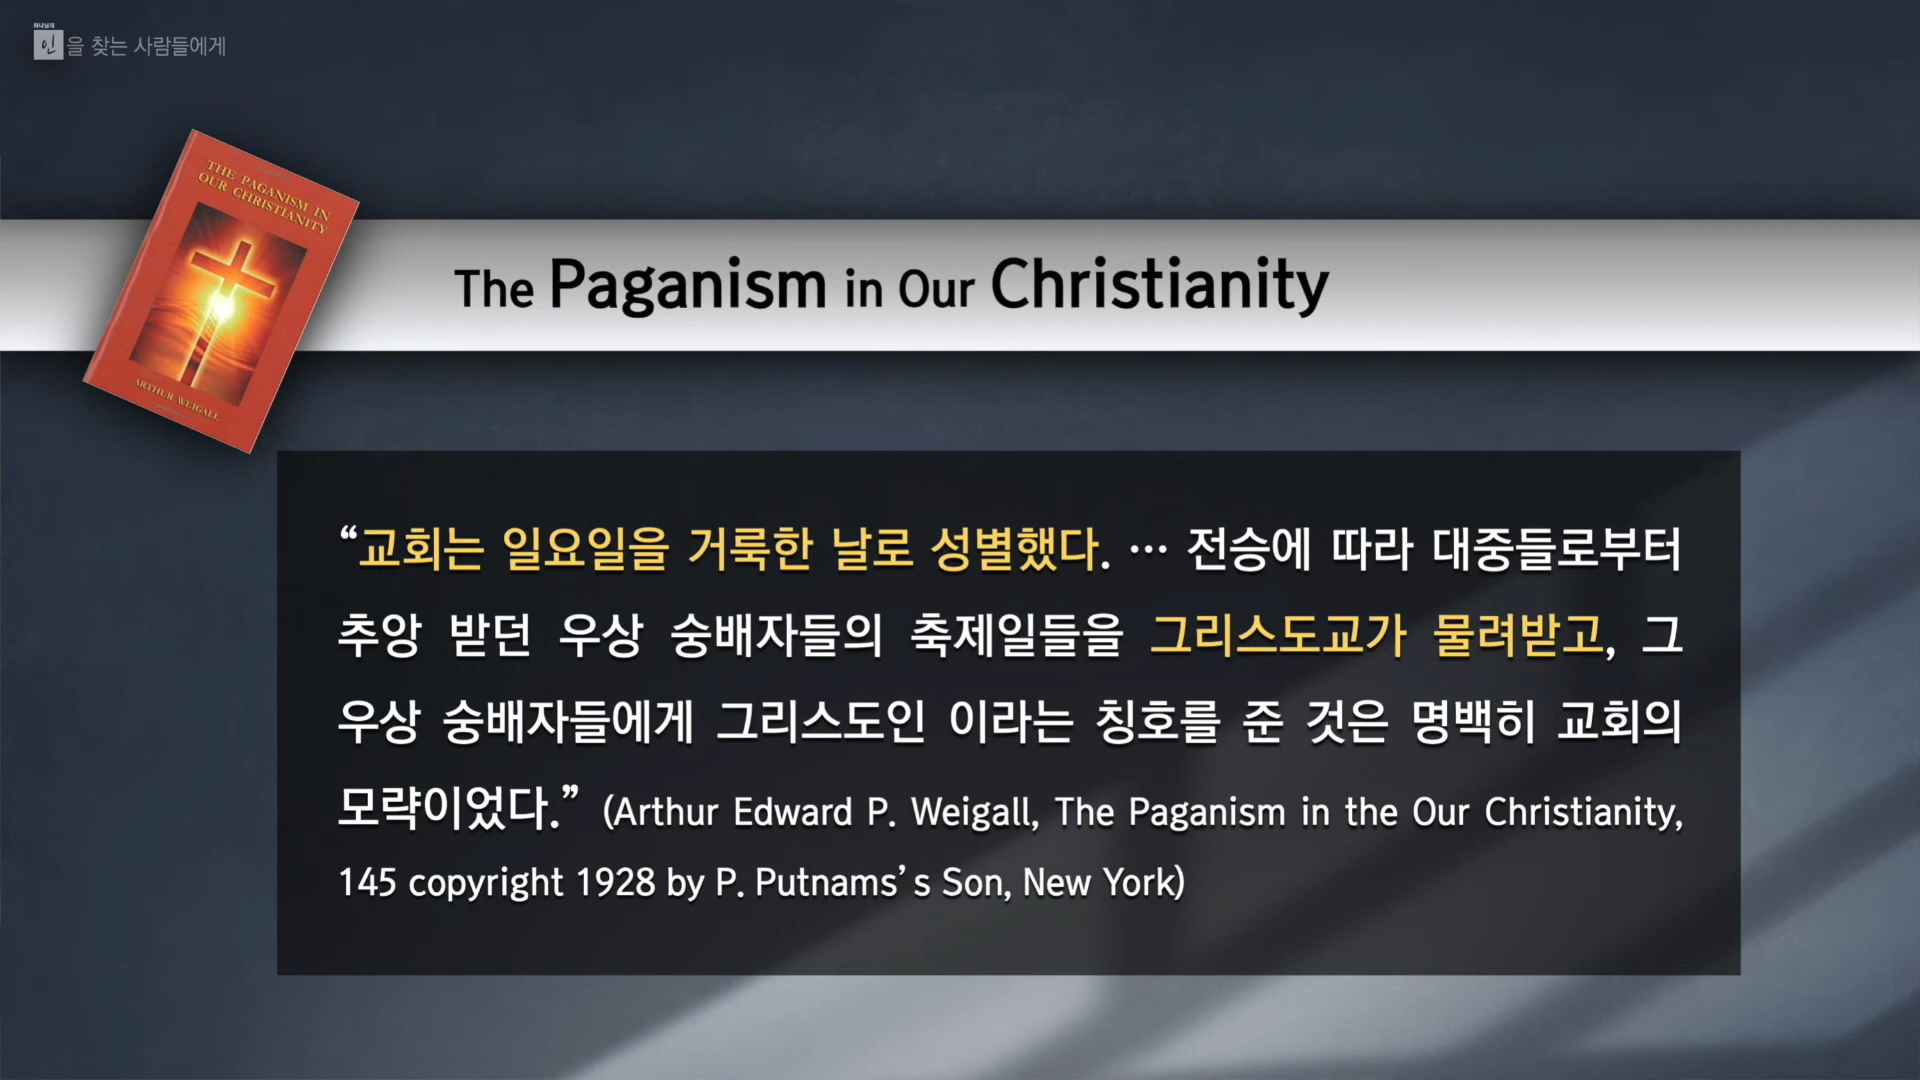 하나님의
인을 찾는 사람들에게
THE PAGANISM IN
OUR CHRISTIANITY
ARTHUR WEIGALL
The Paganism in Our Christianity
“교회는 일요일을 거룩한 날로 성별했다. … 전승에 따라 대중들로부터
추앙 받던 우상 숭배자들의 축제일들을 그리스도교가 물려받고, 그
우상 숭배자들에게 그리스도인 이라는 칭호를 준 것은 명백히 교회의
모략이었다.” (Arthur Edward P. Weigall, The Paganism in the Our Christianity,
145 copyright 1928 by P. Putnams’s Son, New York)